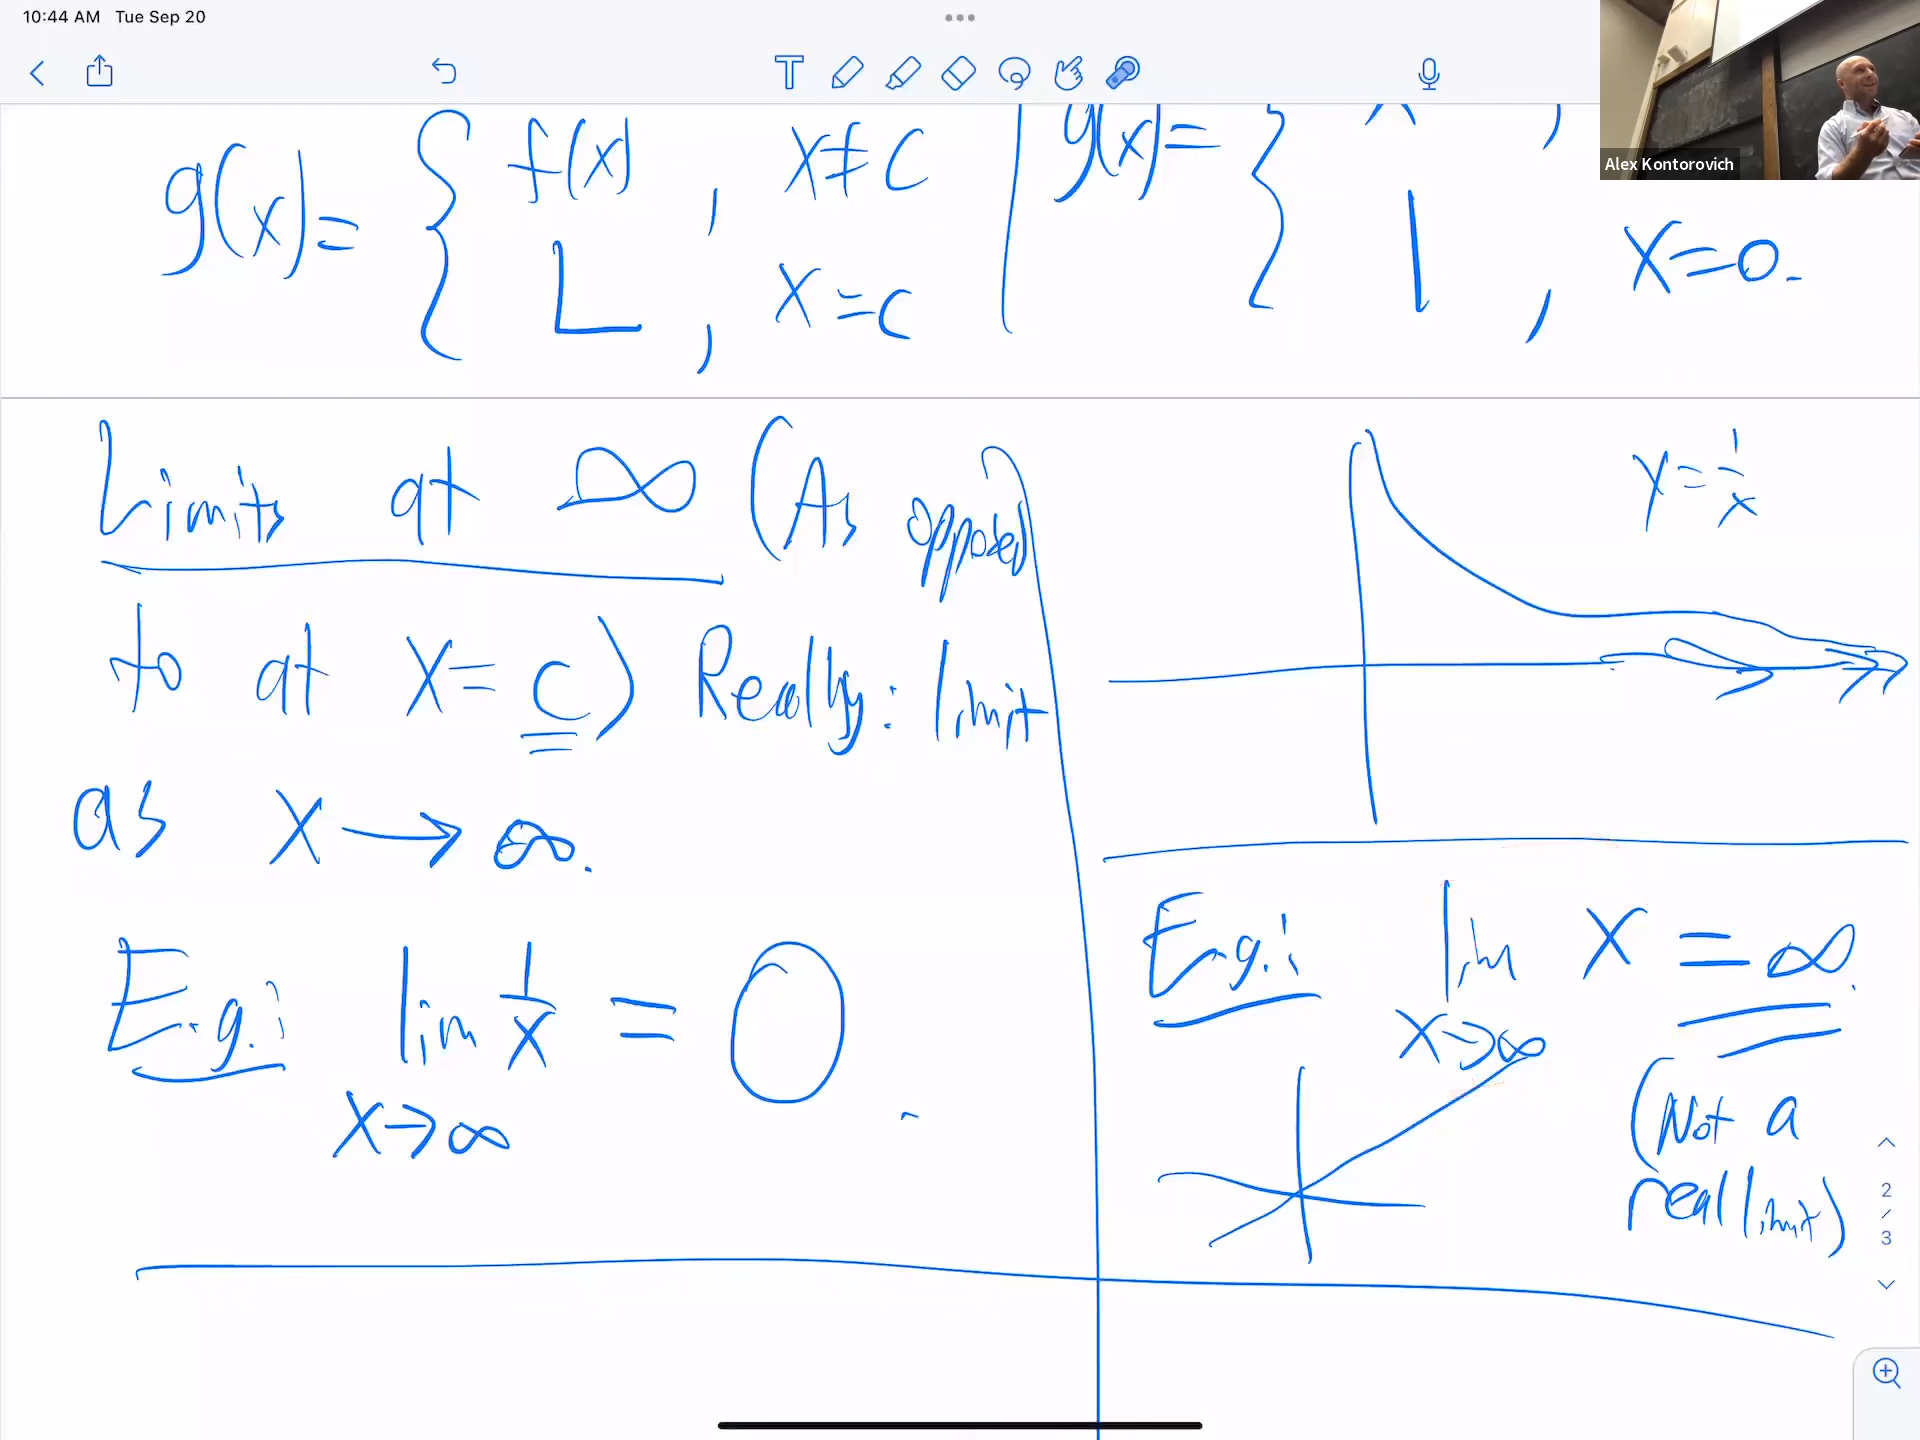 10:44 AM Tue Sep 20
Alex Kontorovich
g(x)= { f(x) , x≠c
L , x=c
g(x)= {
1 , x=0.
Limits at ∞ (As opposed
to at x=c) Really: limit
as x → ∞.
E.g.: lim 1/x = 0
x→∞
y = 1/x
E.g.: lim x = ∞.
x→∞
(Not a
real limit)
2
/
3